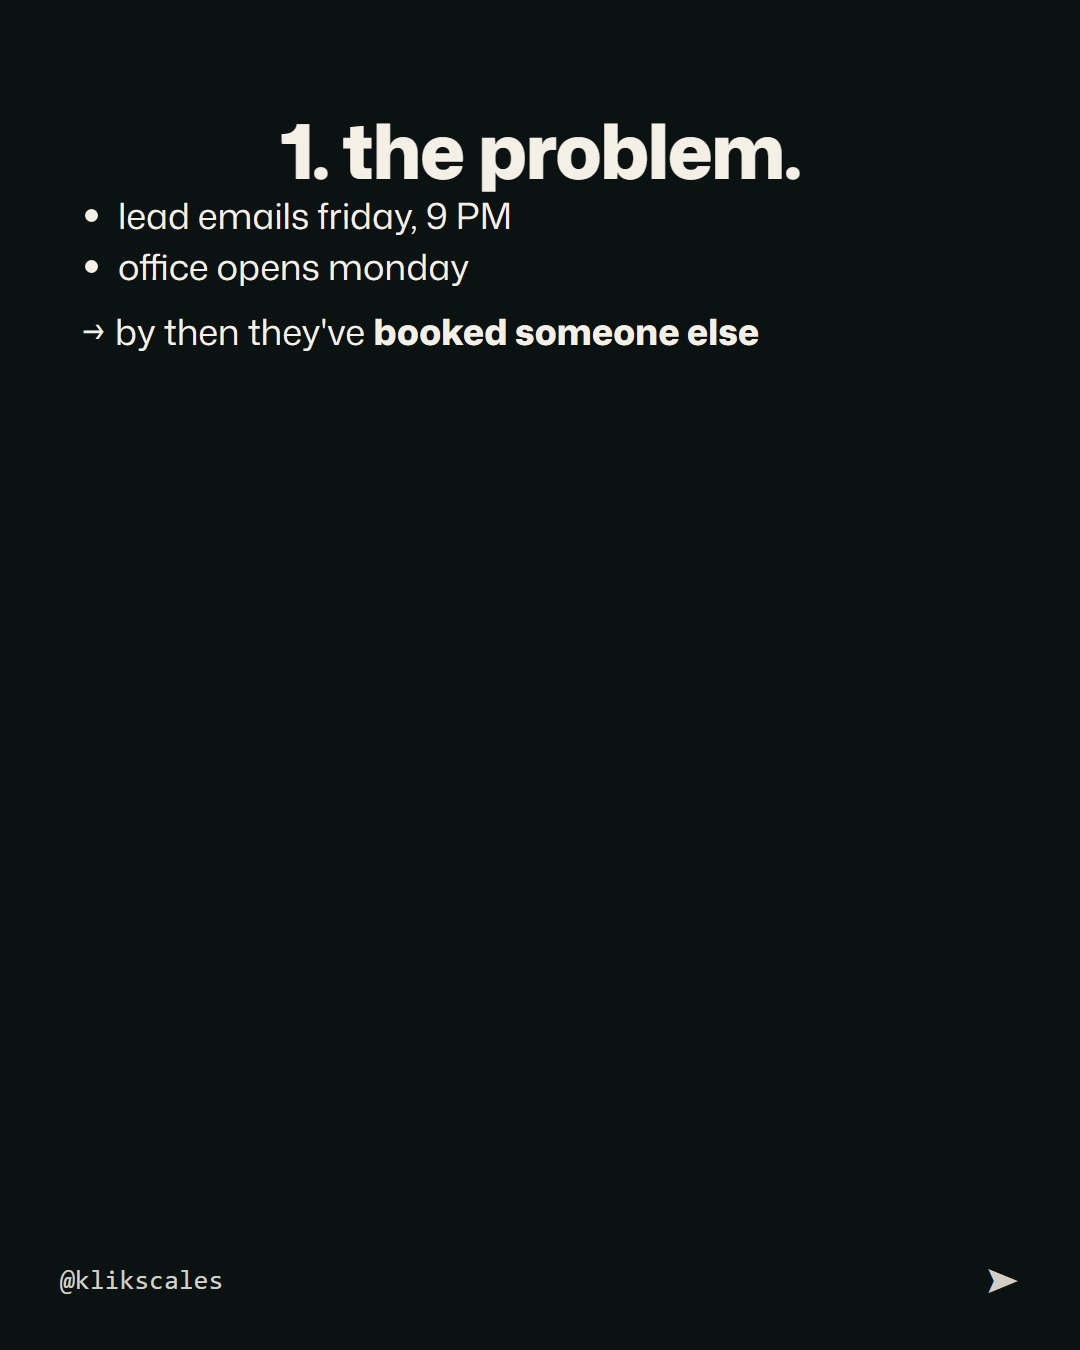 1. the problem.
• lead emails friday, 9 PM
• office opens monday
→ by then they've booked someone else
@klikscales